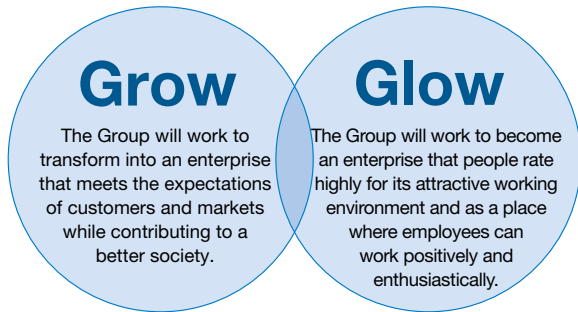 Grow
The Group will work to
transform into an enterprise
that meets the expectations
of customers and markets
while contributing to a
better society.
Glow
The Group will work to become
an enterprise that people rate
highly for its attractive working
environment and as a place
where employees can
work positively and
enthusiastically.